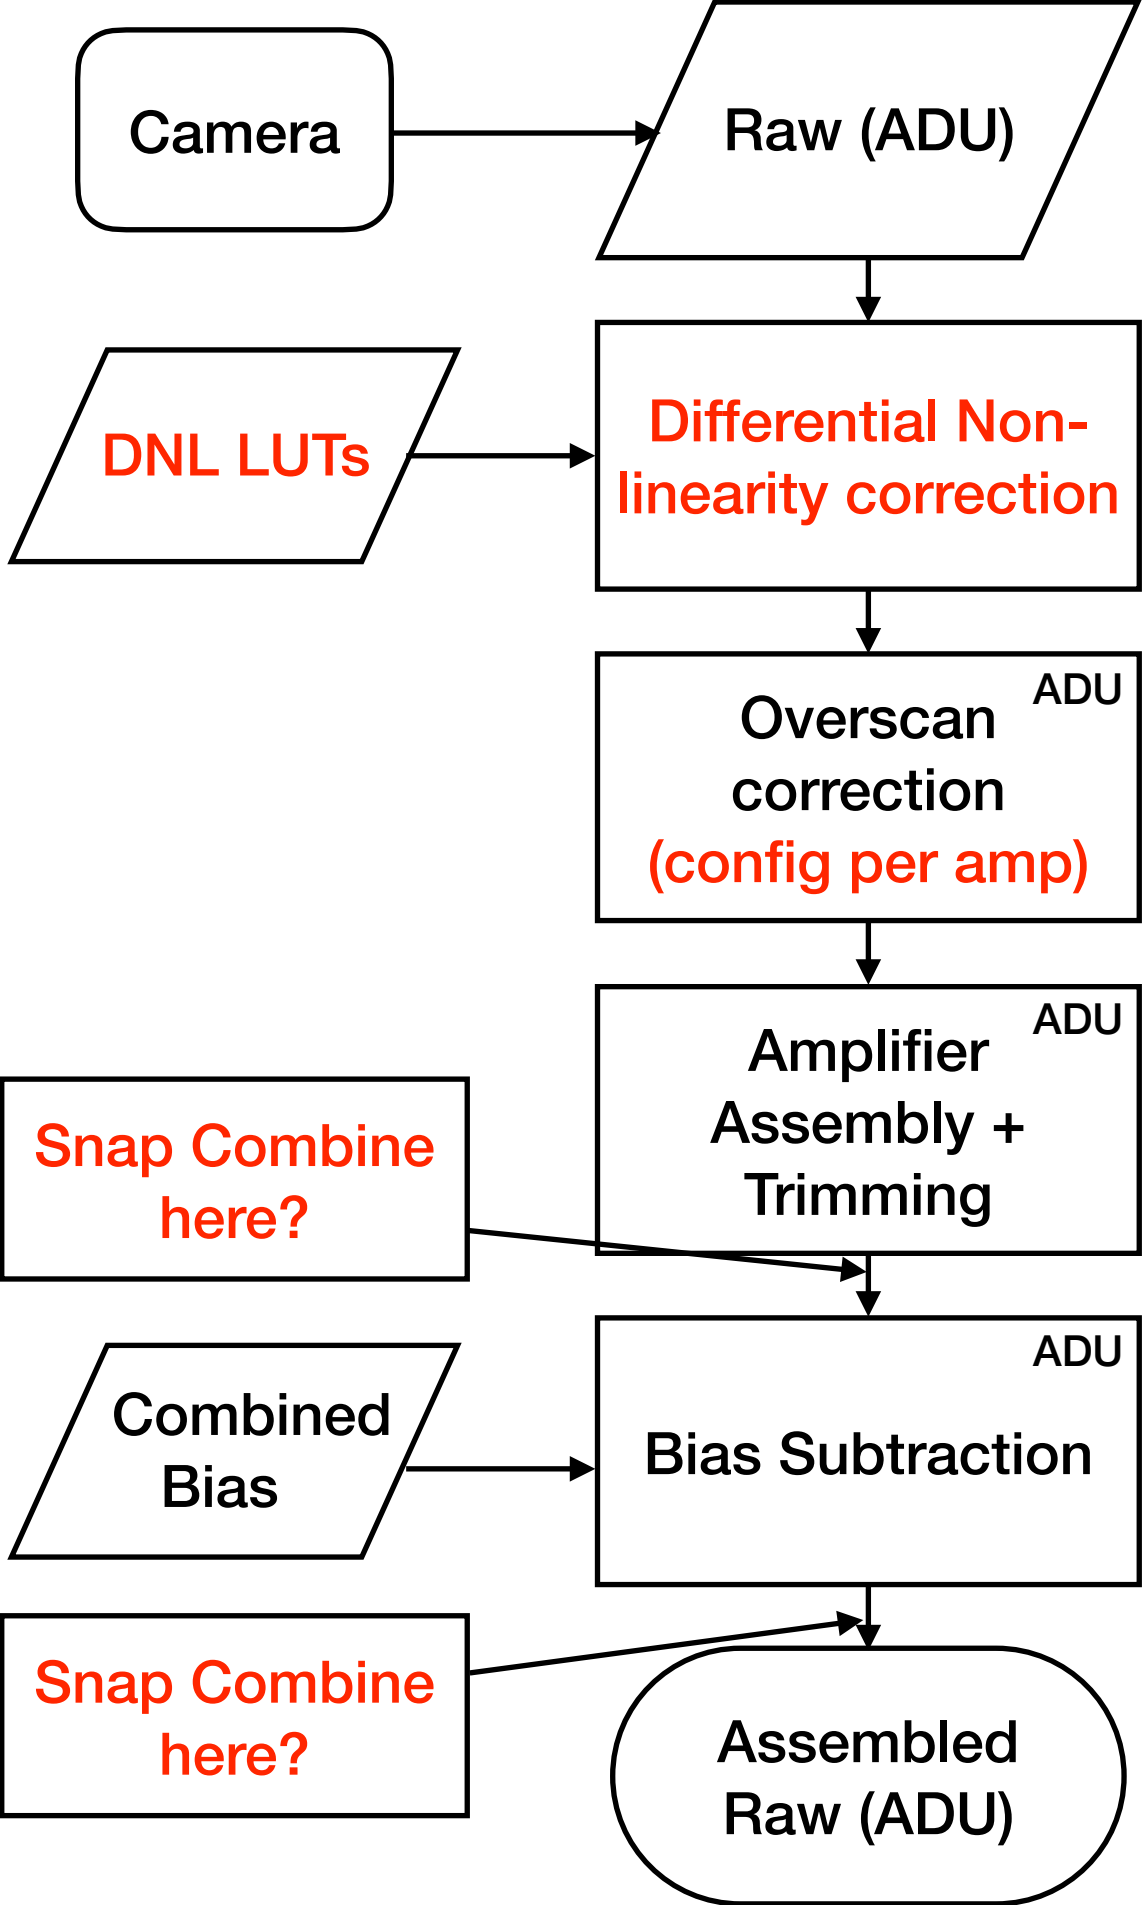 Camera
Raw (ADU)
DNL LUTs
Differential Non-
linearity correction
ADU
Overscan
correction
(config per amp)
ADU
Amplifier
Assembly +
Trimming
Snap Combine
here?
ADU
Bias Subtraction
Combined
Bias
Snap Combine
here?
Assembled
Raw (ADU)